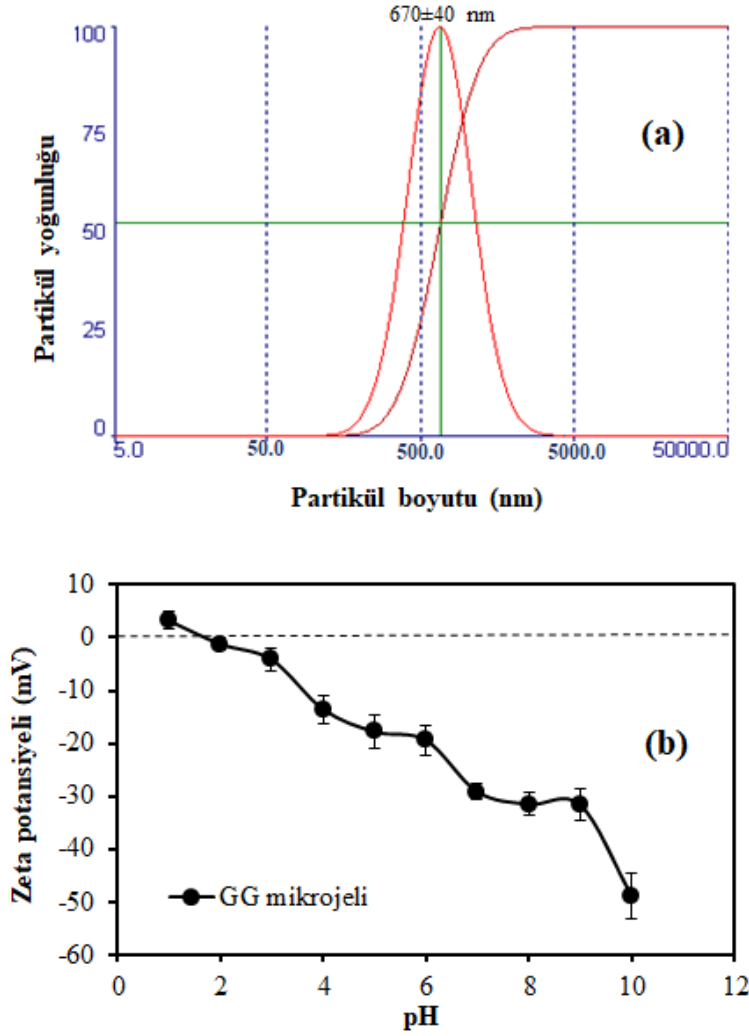 670±40 nm
100
75
50
25
0
Partikül yoğunluğu
(a)
5.0 50.0 500.0 5000.0 50000.0
Partikül boyutu (nm)
10
0
-10
-20
-30
-40
-50
-60
Zeta potansiyeli (mV)
(b)
GG mikrojeli
0 2 4 6 8 10 12
pH